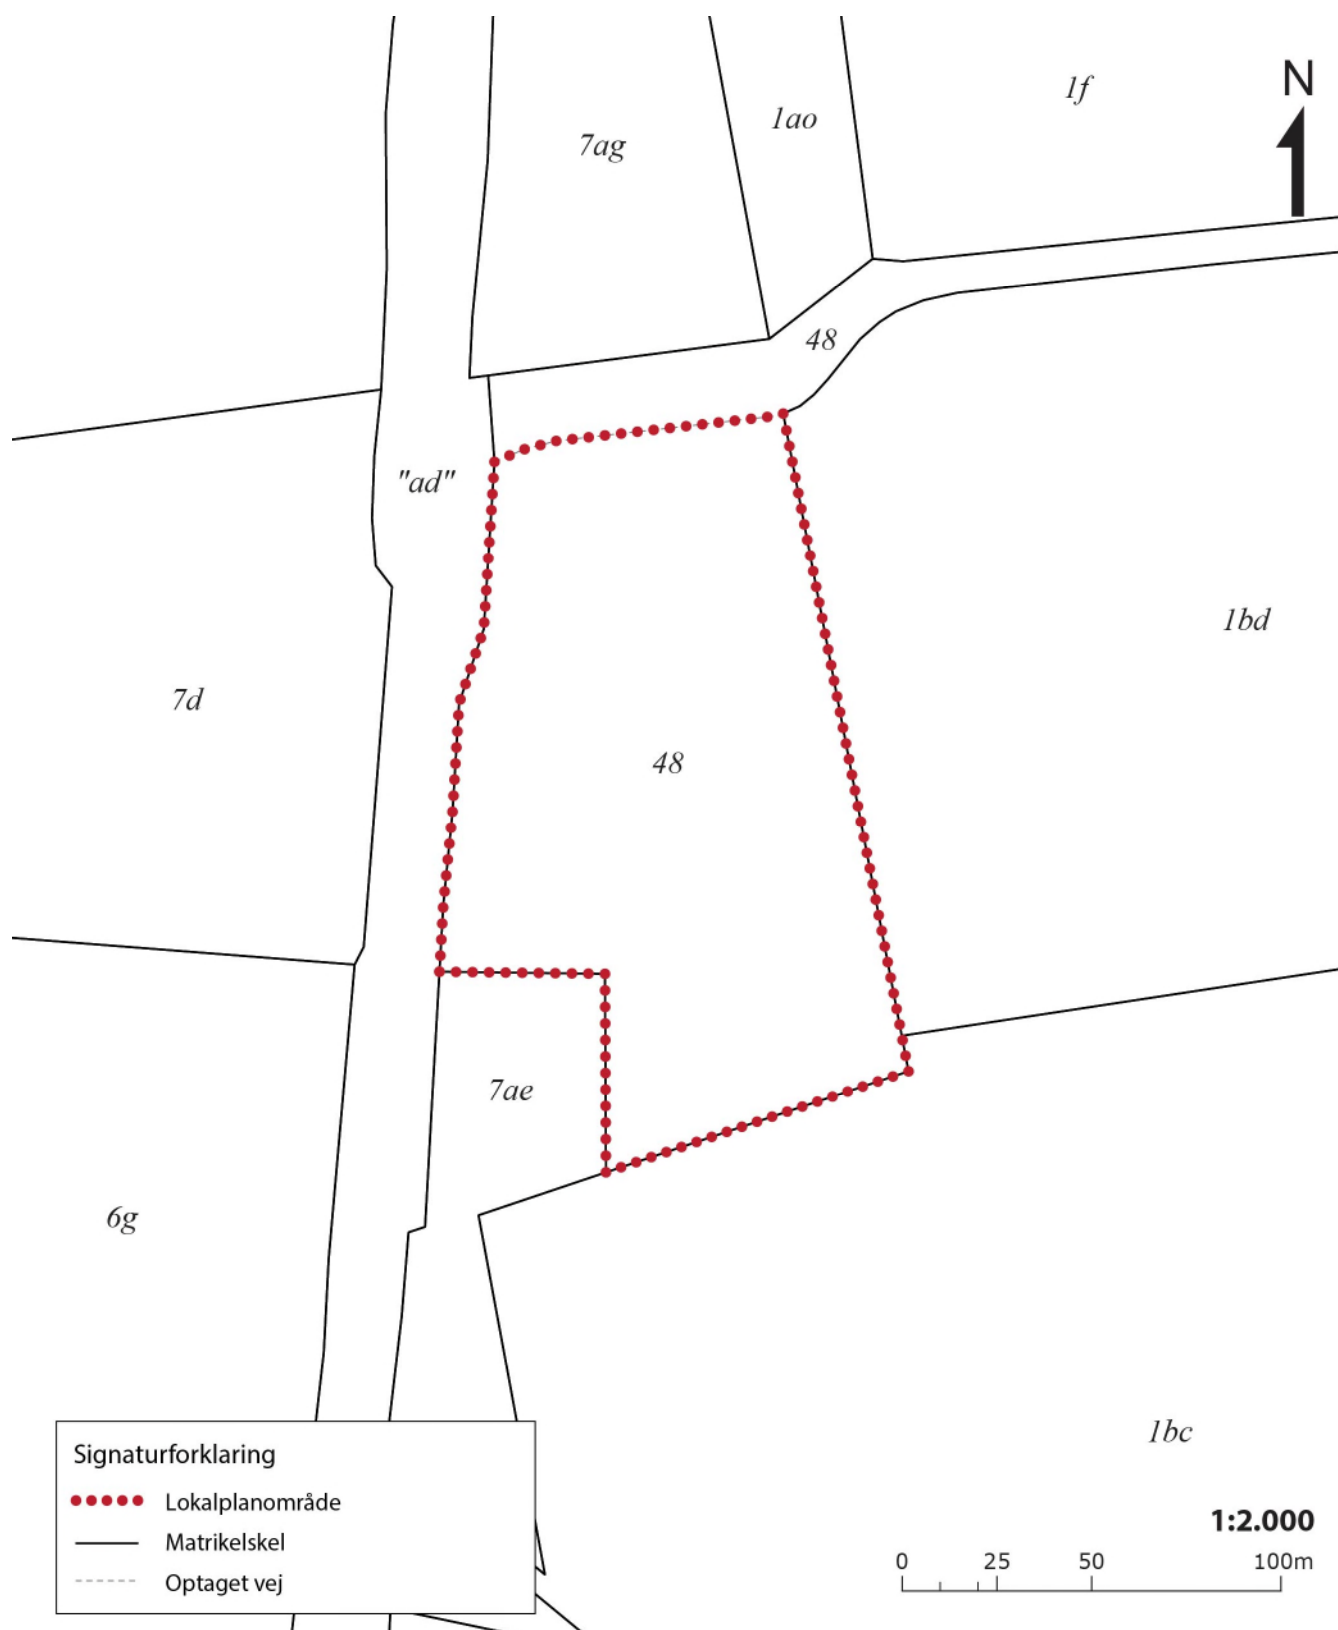 1f
N
1ao
7ag
48
"ad"
1bd
7d
48
7ae
6g
1bc
Signaturforklaring
Lokalplanområde
Matrikelskel
Optaget vej
1:2.000
0 25 50 100m